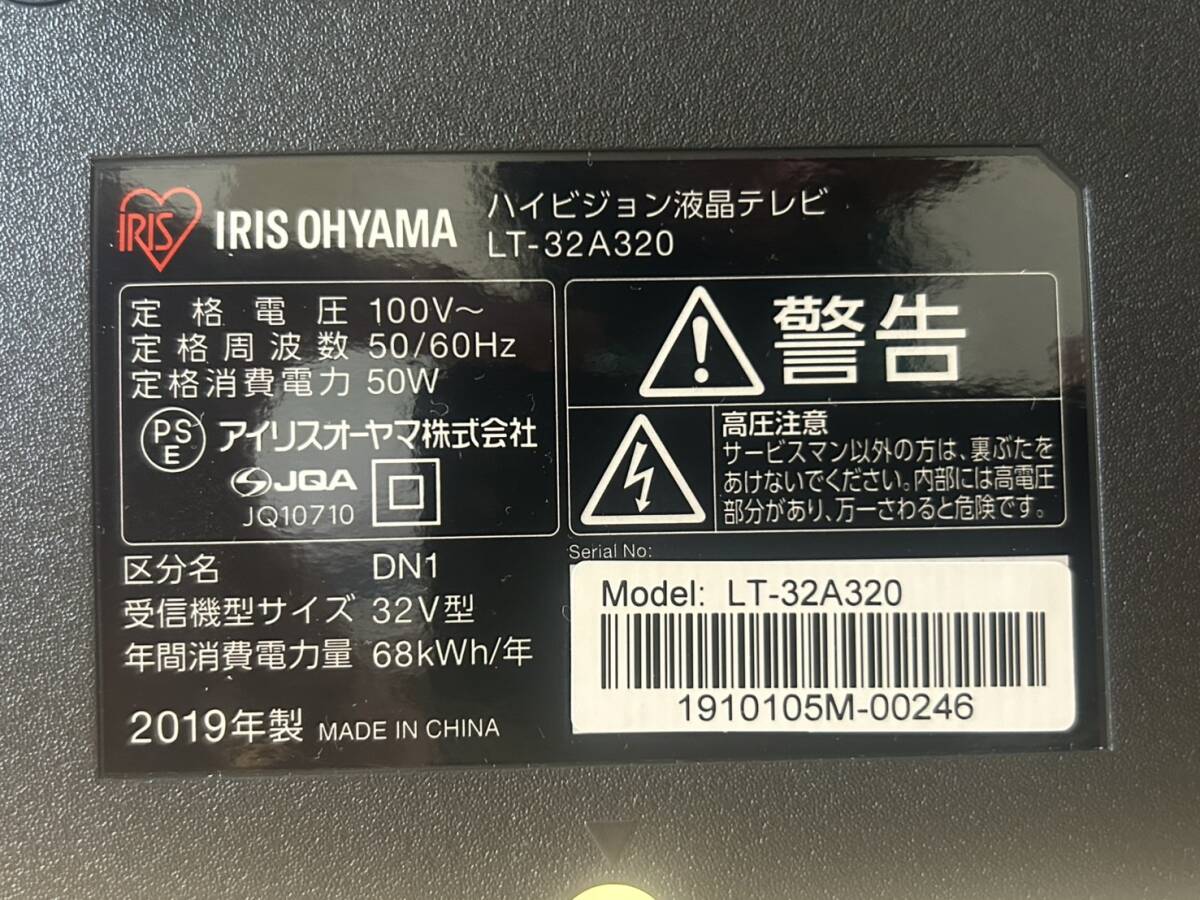 IRIS
IRIS OHYAMA
ハイビジョン液晶テレビ
LT-32A320
定格電圧 100V～
定格周波数 50/60Hz
定格消費電力 50W
PS
E
アイリスオーヤマ株式会社
JQA
JQ10710
警告
高圧注意
サービスマン以外の方は、裏ぶたを
あけないでください。内部には高電圧
部分があり、万一さわると危険です。
区分名 DN1
受信機型サイズ 32V型
年間消費電力量 68kWh/年
2019年製 MADE IN CHINA
Serial No:
Model: LT-32A320
1910105M-00246